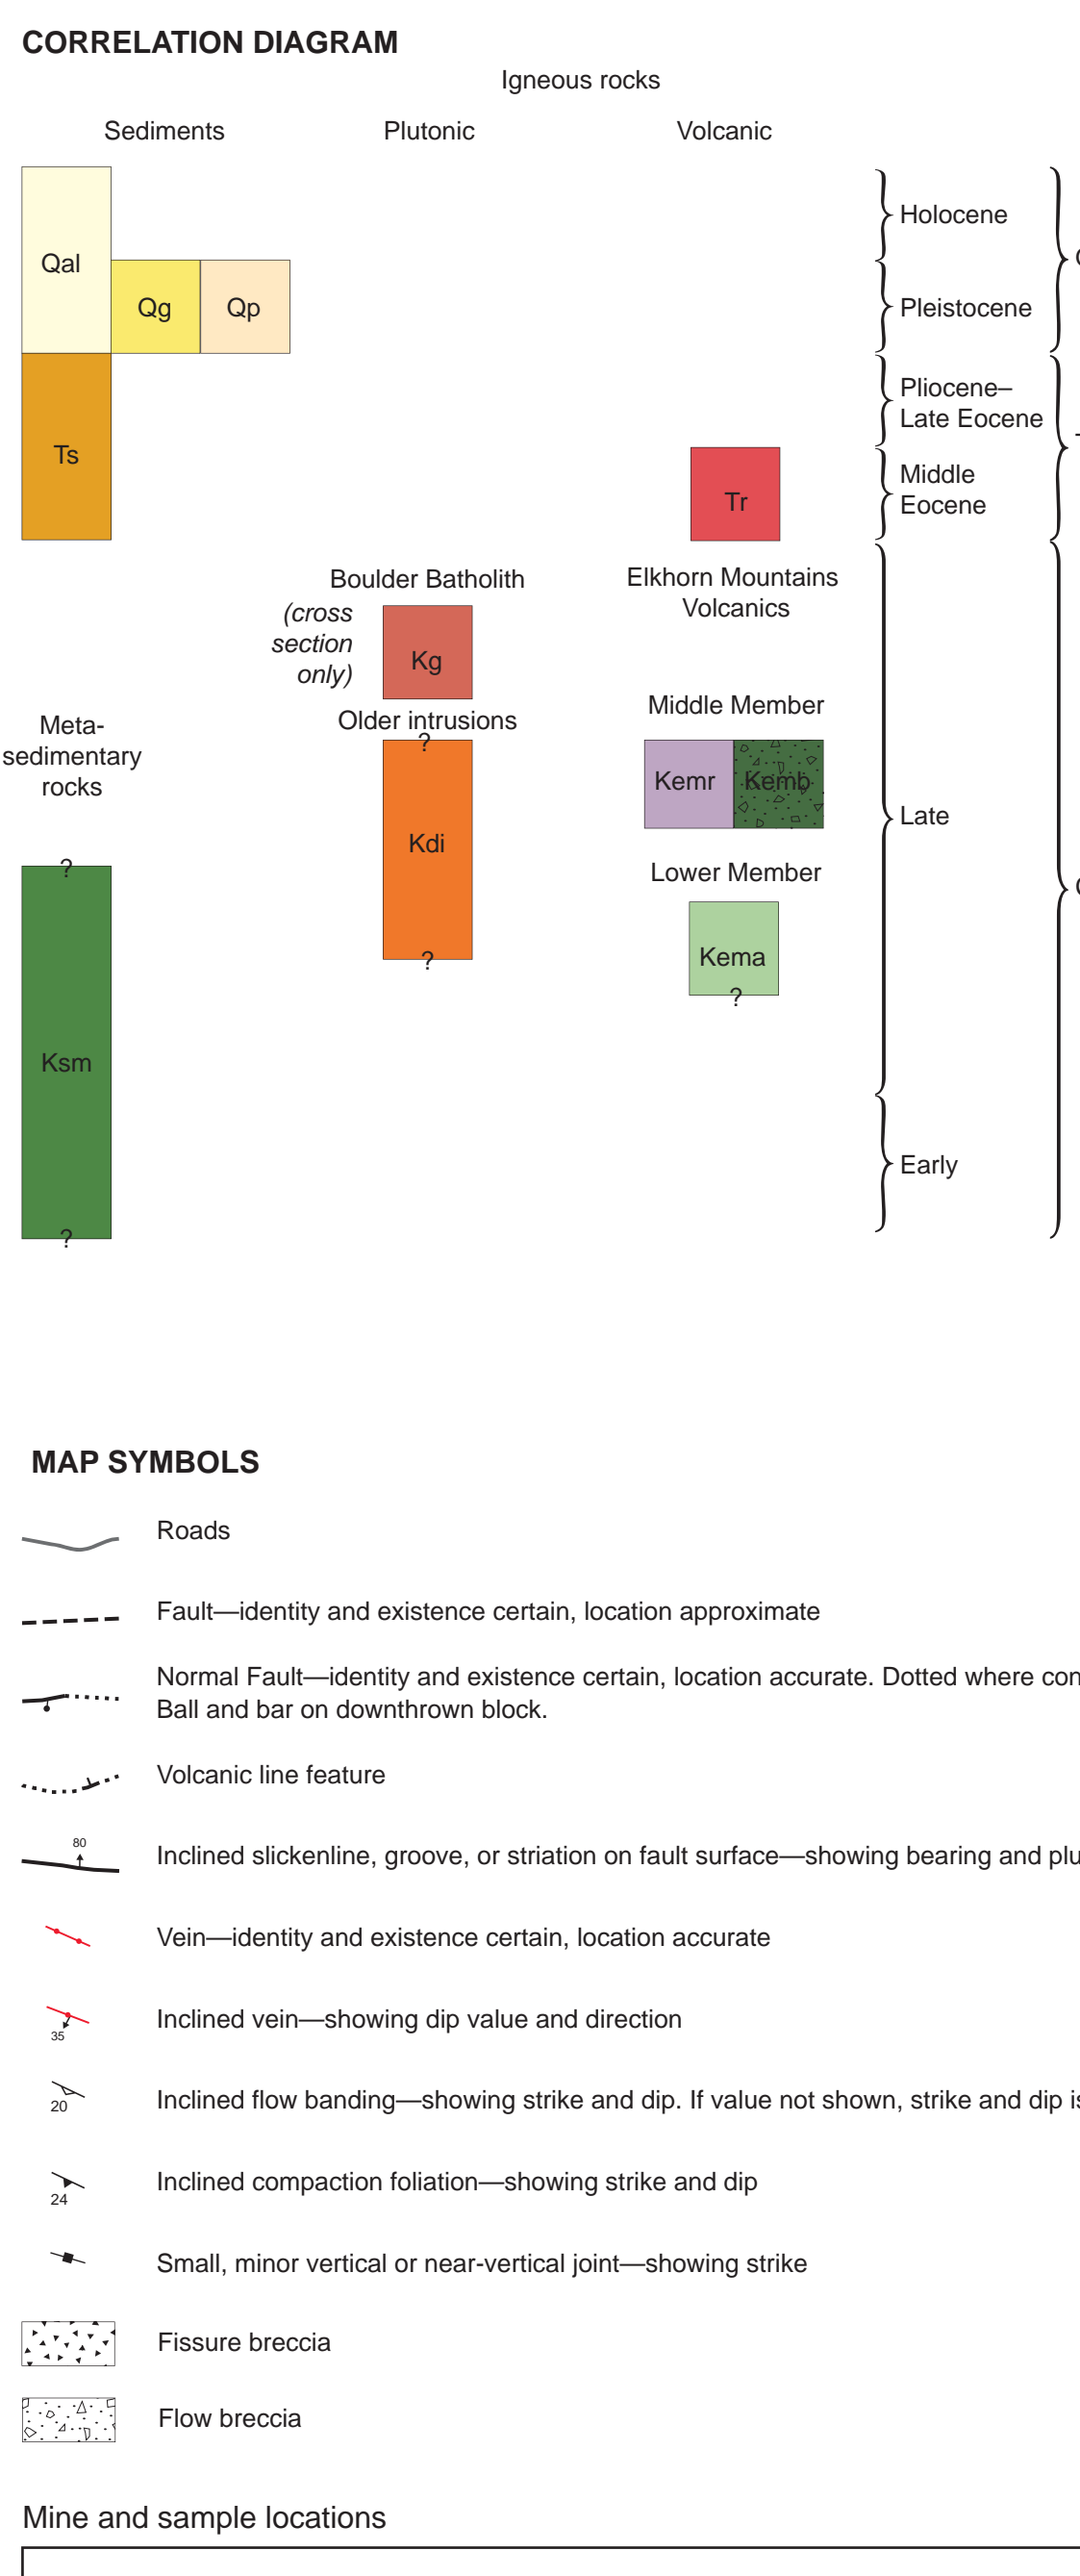 CORRELATION DIAGRAM
Igneous rocks
Sediments
Plutonic
Volcanic
Qal
Qg
Qp
Ts
Tr
Holocene
Pleistocene
Pliocene–
Late Eocene
Middle
Eocene
Boulder Batholith
(cross
section
only)
Kg
Older intrusions
?
Kdi
?
Elkhorn Mountains
Volcanics
Middle Member
Kemr
Kemb
Lower Member
Kema
?
Meta-
sedimentary
rocks
?
Ksm
?
Late
Early
MAP SYMBOLS
Roads
Fault—identity and existence certain, location approximate
Normal Fault—identity and existence certain, location accurate. Dotted where con
Ball and bar on downthrown block.
Volcanic line feature
80
Inclined slickenline, groove, or striation on fault surface—showing bearing and plu
Vein—identity and existence certain, location accurate
35
Inclined vein—showing dip value and direction
20
Inclined flow banding—showing strike and dip. If value not shown, strike and dip is
24
Inclined compaction foliation—showing strike and dip
Small, minor vertical or near-vertical joint—showing strike
Fissure breccia
Flow breccia
Mine and sample locations